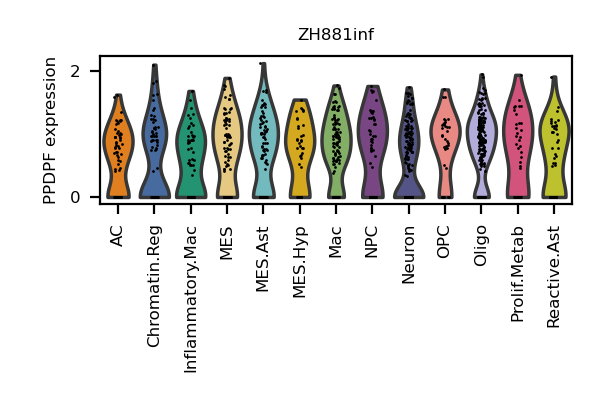 ZH881inf
PPDPF expression
2
0
AC
Chromatin.Reg
Inflammatory.Mac
MES
MES.Ast
MES.Hyp
Mac
NPC
Neuron
OPC
Oligo
Prolif.Metab
Reactive.Ast